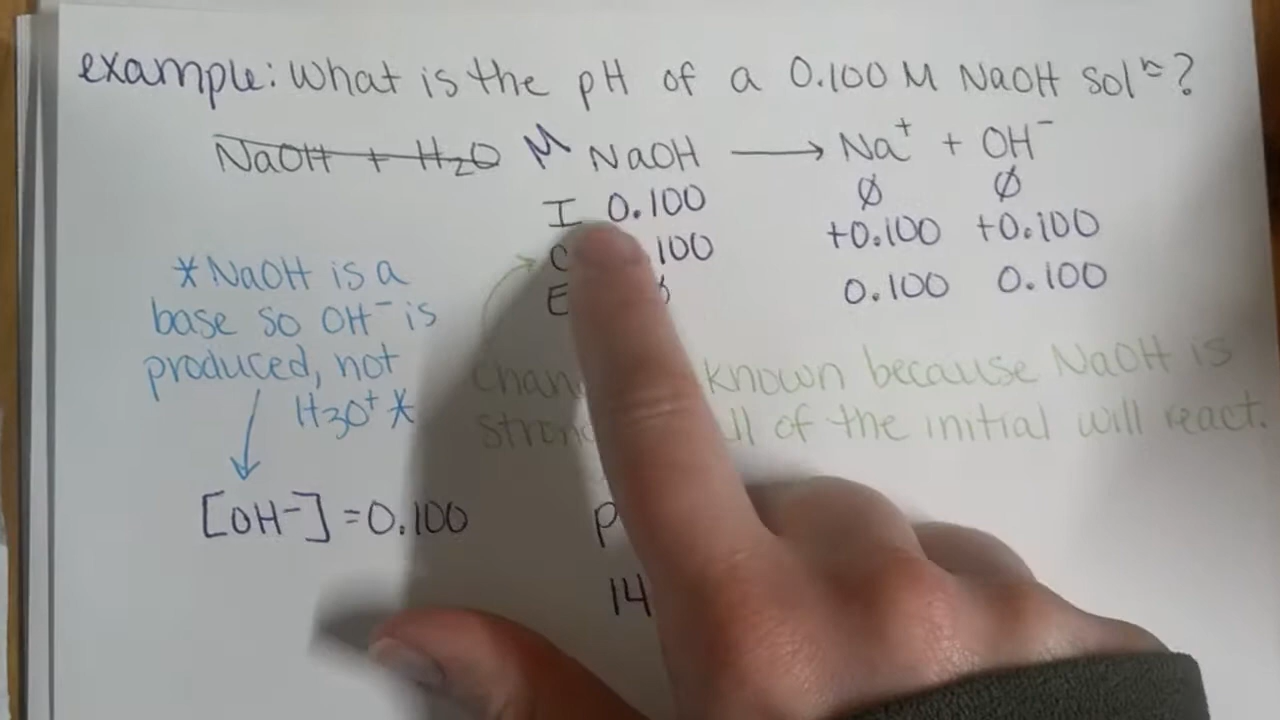 example: What is the pH of a 0.100 M NaOH solⁿ?
NaOH + H2O M NaOH ⟶ Na⁺ + OH⁻
I 0.100 Ø Ø
C 100 +0.100 +0.100
E 0.100 0.100
*NaOH is a
base so OH⁻ is
produced, not
H3O⁺*
known because NaOH is
of the initial will react.
[OH⁻] = 0.100
p
14